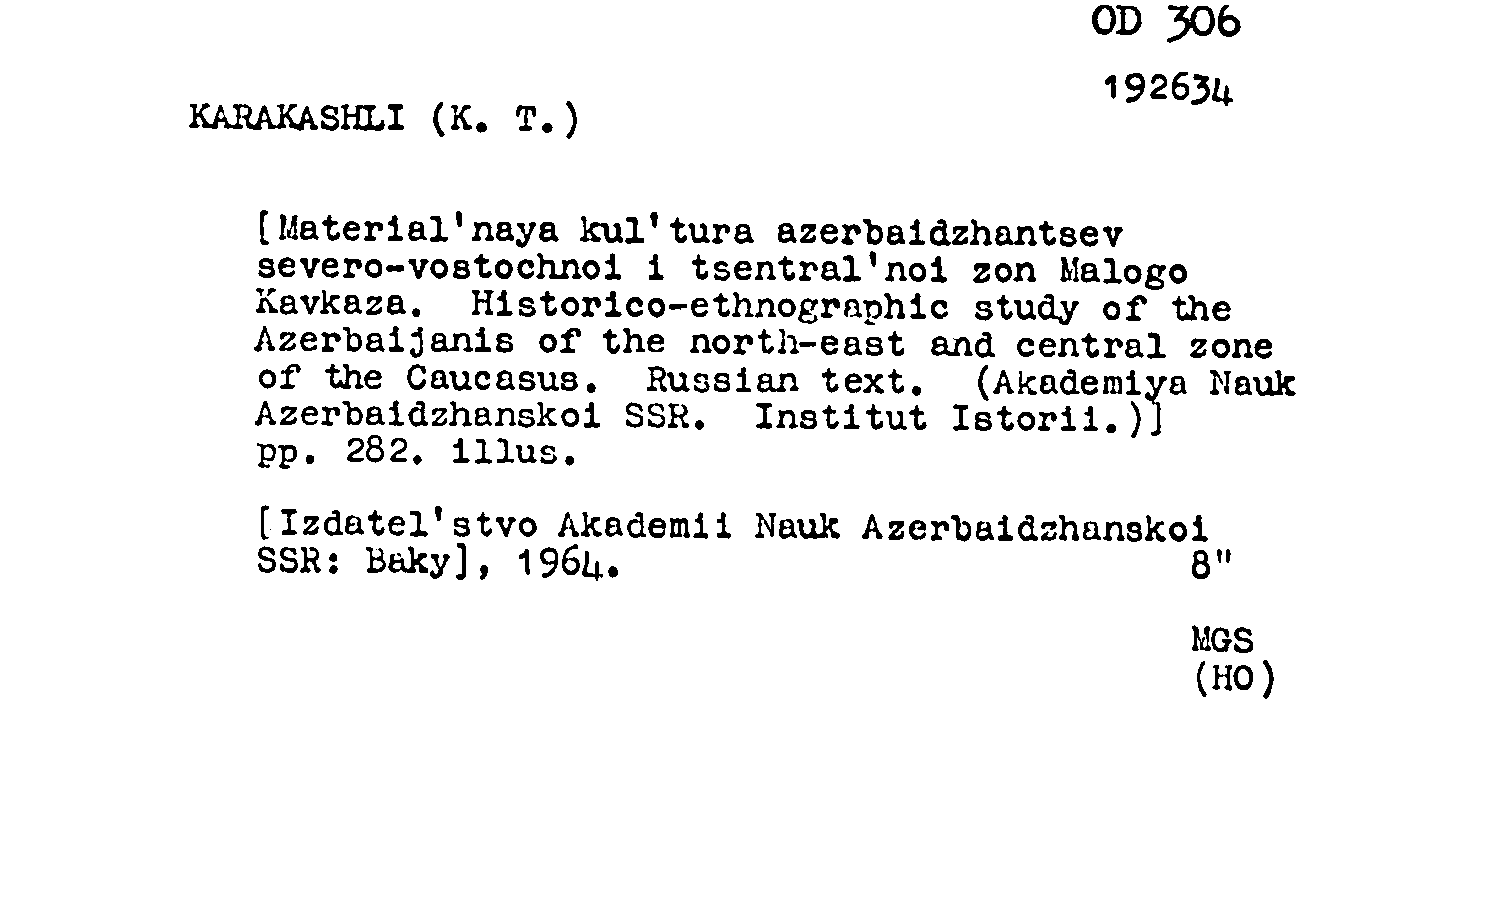 OD 306
192634
KARAKASHLI (K. T.)
[Material'naya kul'tura azerbaidzhantsev
severo-vostochnoi i tsentral'noi zon Malogo
Kavkaza. Historico-ethnographic study of the
Azerbaijanis of the north-east and central zone
of the Caucasus. Russian text. (Akademiya Nauk
Azerbaidzhanskoi SSR. Institut Istorii.)]
pp. 282. illus.
[Izdatel'stvo Akademii Nauk Azerbaidzhanskoi
SSR: Baky], 1964. 8"
MGS
(HO)